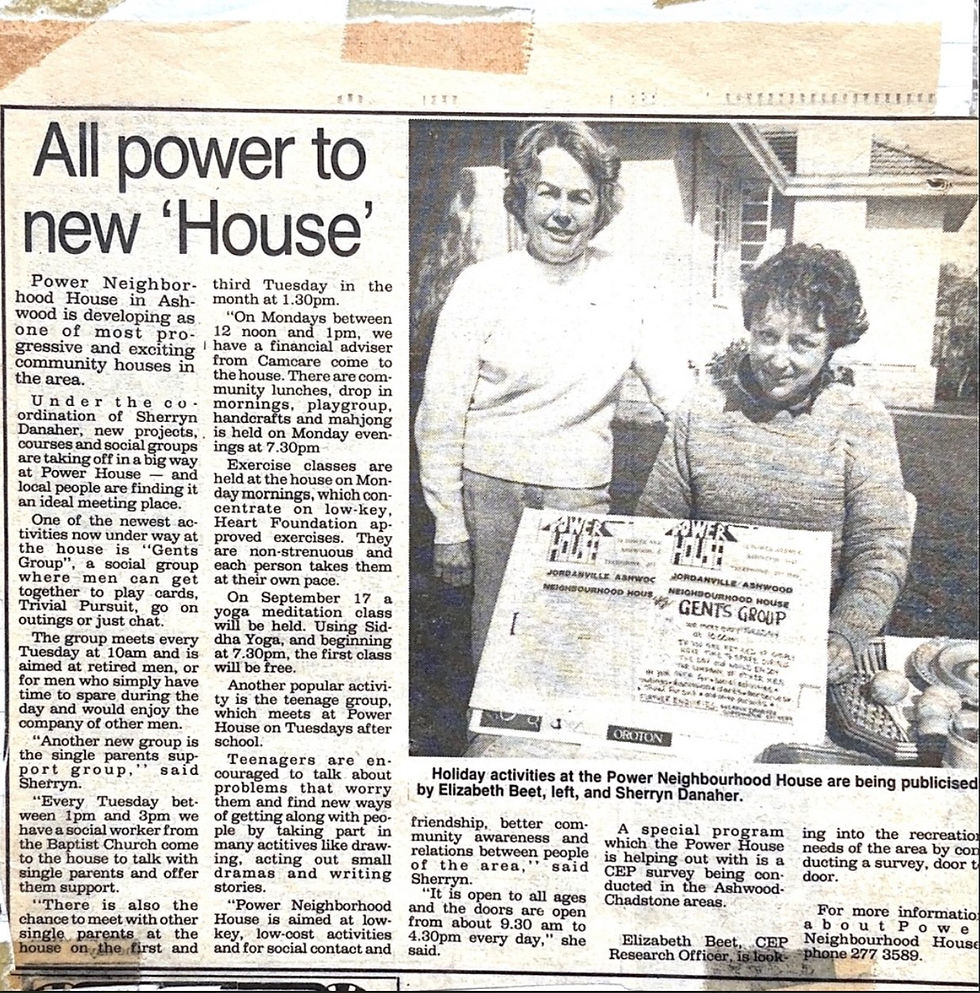 All power to
new ‘House’
Power Neighbor-
hood House in Ash-
wood is developing as
one of most pro-
gressive and exciting
community houses in
the area.
Under the co-
ordination of Sherryn
Danaher, new projects,
courses and social groups
are taking off in a big way
at Power House — and
local people are finding it
an ideal meeting place.
One of the newest ac-
tivities now under way at
the house is “Gents
Group”, a social group
where men can get
together to play cards,
Trivial Pursuit, go on
outings or just chat.
The group meets every
Tuesday at 10am and is
aimed at retired men, or
for men who simply have
time to spare during the
day and would enjoy the
company of other men.
“Another new group is
the single parents sup-
port group,” said
Sherryn.
“Every Tuesday bet-
ween 1pm and 3pm we
have a social worker from
the Baptist Church come
to the house to talk with
single parents and offer
them support.
“There is also the
chance to meet with other
single parents at the
house on the first and
third Tuesday in the
month at 1.30pm.
“On Mondays between
12 noon and 1pm, we
have a financial adviser
from Camcare come to
the house. There are com-
munity lunches, drop in
mornings, playgroup,
handcrafts and mahjong
is held on Monday even-
ings at 7.30pm
Exercise classes are
held at the house on Mon-
day mornings, which con-
centrate on low-key,
Heart Foundation ap-
proved exercises. They
are non-strenuous and
each person takes them
at their own pace.
On September 17 a
yoga meditation class
will be held. Using Sid-
dha Yoga, and beginning
at 7.30pm, the first class
will be free.
Another popular activi-
ty is the teenage group,
which meets at Power
House on Tuesdays after
school.
Teenagers are en-
couraged to talk about
problems that worry
them and find new ways
of getting along with peo-
ple by taking part in
many actitives like draw-
ing, acting out small
dramas and writing
stories.
“Power Neighborhood
House is aimed at low-
key, low-cost activities
and for social contact and
POWER
HOUSE
JORDANVILLE ASHWOC
NEIGHBOURHOOD HOUS
POWER
HOUSE
JORDANVILLE ASHWOOD
NEIGHBOURHOOD HOUSE
GENTS GROUP
OROTON
Holiday activities at the Power Neighbourhood House are being publicised
by Elizabeth Beet, left, and Sherryn Danaher.
friendship, better com-
munity awareness and
relations between people
of the area,” said
Sherryn.
“It is open to all ages
and the doors are open
from about 9.30 am to
4.30pm every day,” she
said.
A special program
which the Power House
is helping out with is a
CEP survey being con-
ducted in the Ashwood-
Chadstone areas.
Elizabeth Beet, CEP
Research Officer, is look-
ing into the recreatio
needs of the area by con
ducting a survey, door t
door.
For more informatio
about Powe
Neighbourhood House
phone 277 3589.